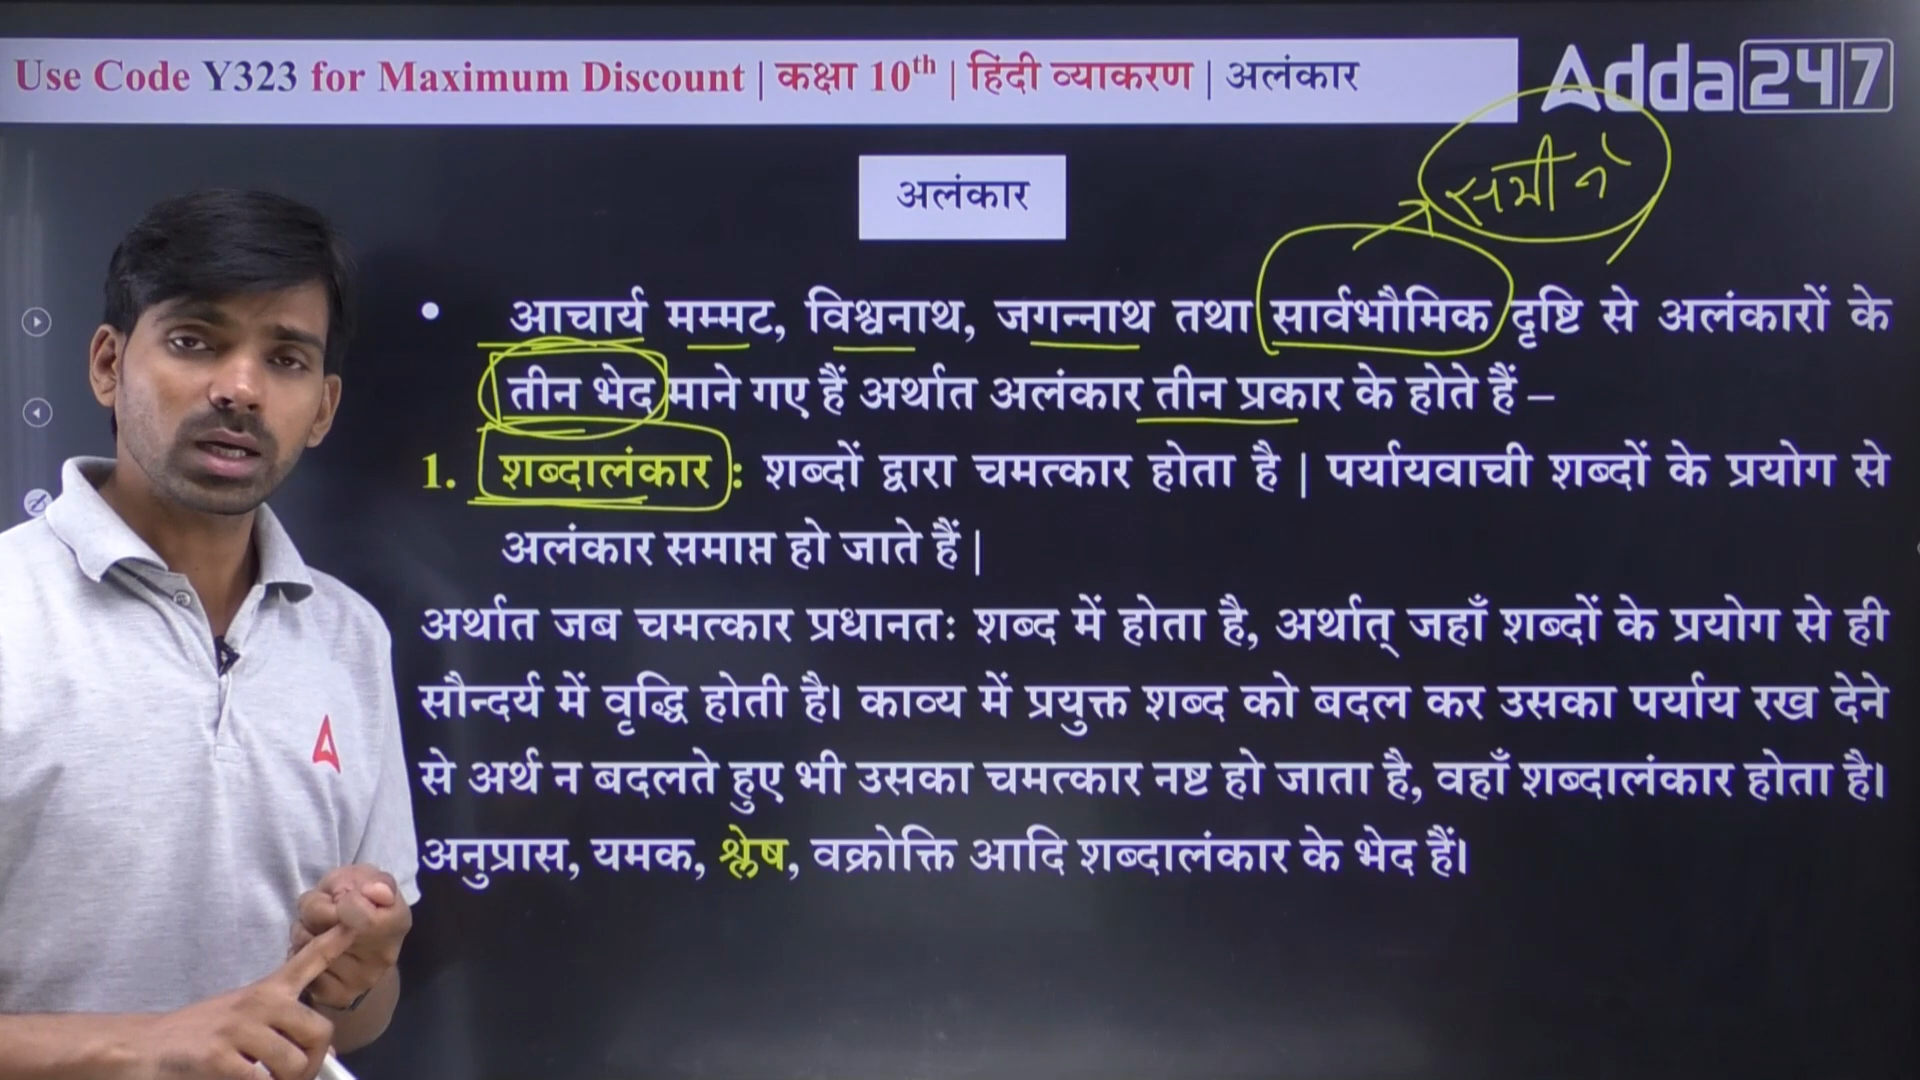 Use Code Y323 for Maximum Discount | कक्षा 10th | हिंदी व्याकरण | अलंकार
Adda247
सभी ने
अलंकार
• आचार्य मम्मट, विश्वनाथ, जगन्नाथ तथा सार्वभौमिक दृष्टि से अलंकारों के
तीन भेद माने गए हैं अर्थात अलंकार तीन प्रकार के होते हैं –
1. शब्दालंकार : शब्दों द्वारा चमत्कार होता है | पर्यायवाची शब्दों के प्रयोग से
अलंकार समाप्त हो जाते हैं |
अर्थात जब चमत्कार प्रधानतः शब्द में होता है, अर्थात् जहाँ शब्दों के प्रयोग से ही
सौन्दर्य में वृद्धि होती है। काव्य में प्रयुक्त शब्द को बदल कर उसका पर्याय रख देने
से अर्थ न बदलते हुए भी उसका चमत्कार नष्ट हो जाता है, वहाँ शब्दालंकार होता है।
अनुप्रास, यमक, श्लेष, वक्रोक्ति आदि शब्दालंकार के भेद हैं।